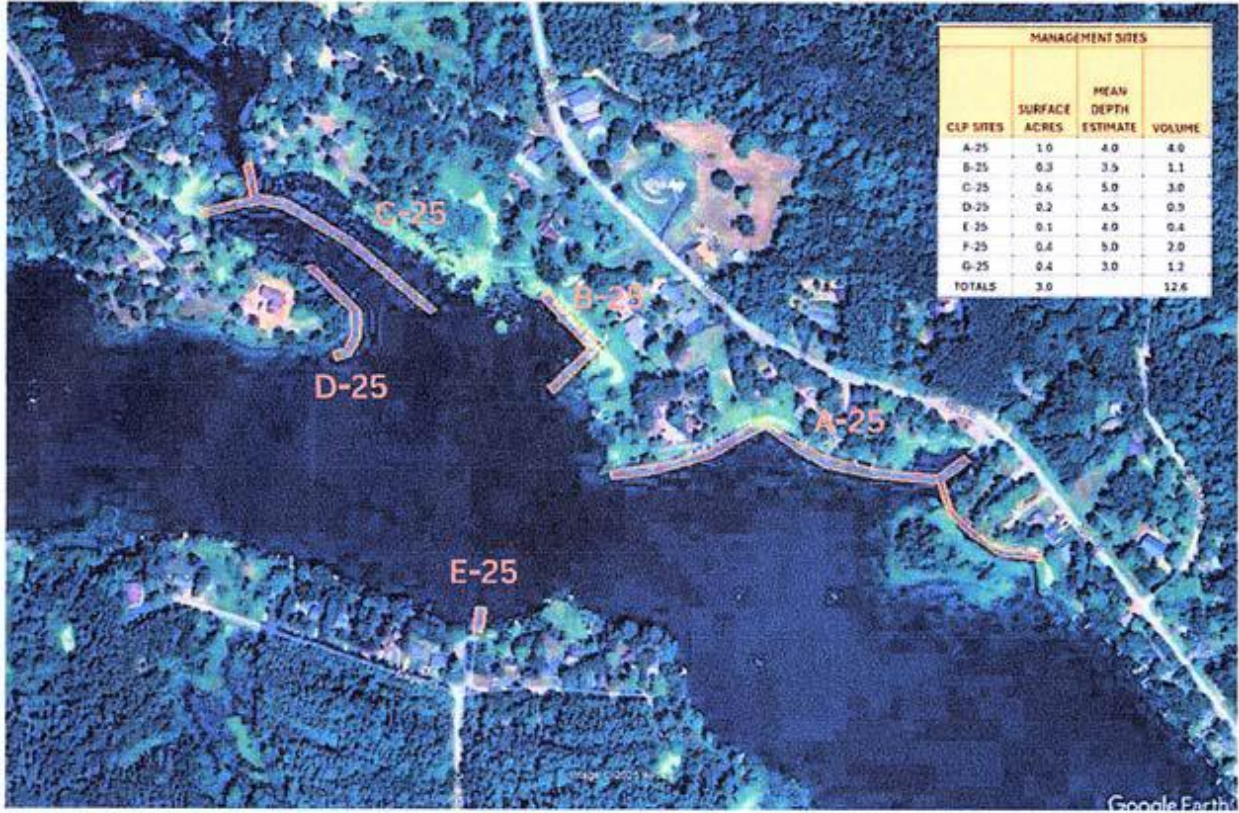 MANAGEMENT SITES
CLP SITES SURFACE ACRES MEAN DEPTH ESTIMATE VOLUME
A-25 1.0 4.0 4.0
B-25 0.3 3.5 1.1
C-25 0.6 5.0 3.0
D-25 0.2 4.5 0.9
E-25 0.1 4.0 0.4
F-25 0.4 5.0 2.0
G-25 0.4 3.0 1.2
TOTALS 3.0 12.6
C-25
B-25
D-25
A-25
E-25
Google Earth